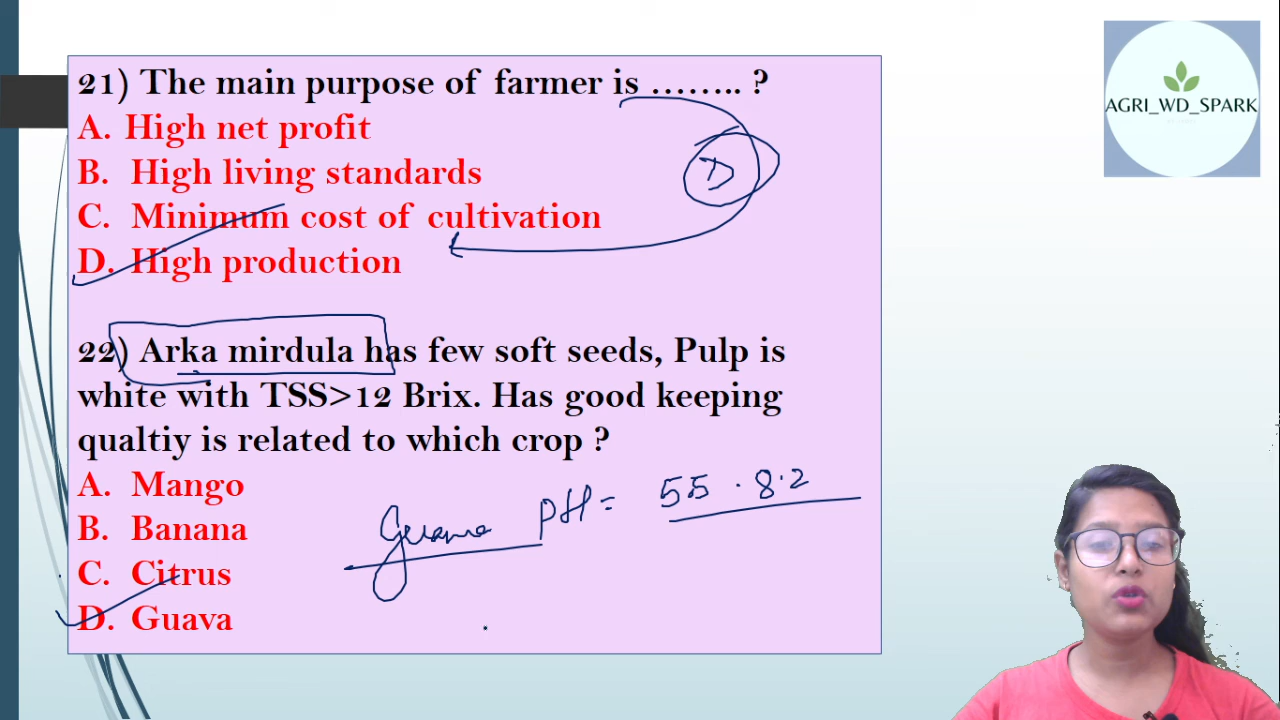 21) The main purpose of farmer is …….. ?
A. High net profit
B. High living standards
C. Minimum cost of cultivation
D. High production
D
22) Arka mirdula has few soft seeds, Pulp is
white with TSS>12 Brix. Has good keeping
qualtiy is related to which crop ?
A. Mango
B. Banana
C. Citrus
D. Guava
Guava PH = 55 . 8.2
AGRI_WD_SPARK